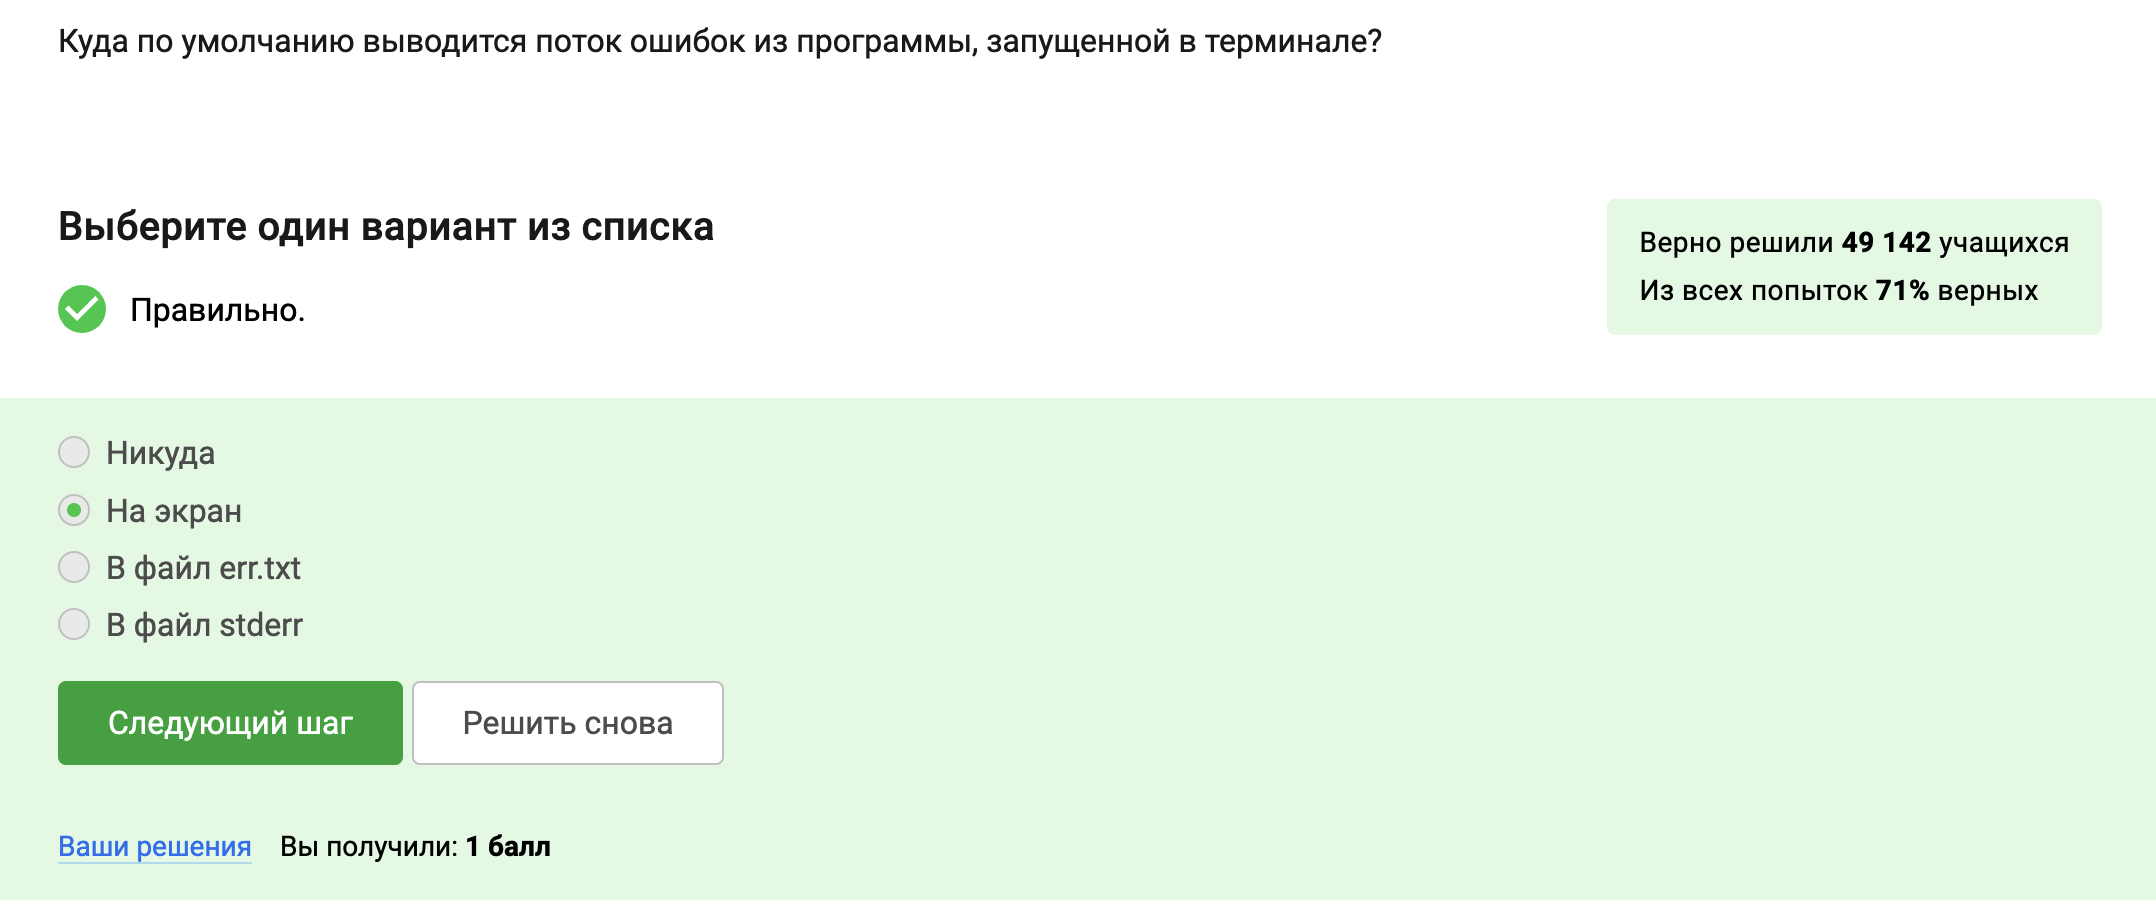 Куда по умолчанию выводится поток ошибок из программы, запущенной в терминале?
Выберите один вариант из списка
Правильно.
Верно решили 49 142 учащихся
Из всех попыток 71% верных
Никуда
На экран
В файл err.txt
В файл stderr
Следующий шаг
Решить снова
Ваши решения
Вы получили: 1 балл